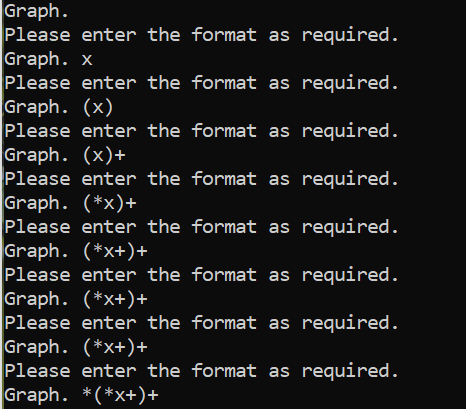 Graph.
Please enter the format as required.
Graph. x
Please enter the format as required.
Graph. (x)
Please enter the format as required.
Graph. (x)+
Please enter the format as required.
Graph. (*x)+
Please enter the format as required.
Graph. (*x+)+
Please enter the format as required.
Graph. (*x+)+
Please enter the format as required.
Graph. (*x+)+
Please enter the format as required.
Graph. *(*x+)+